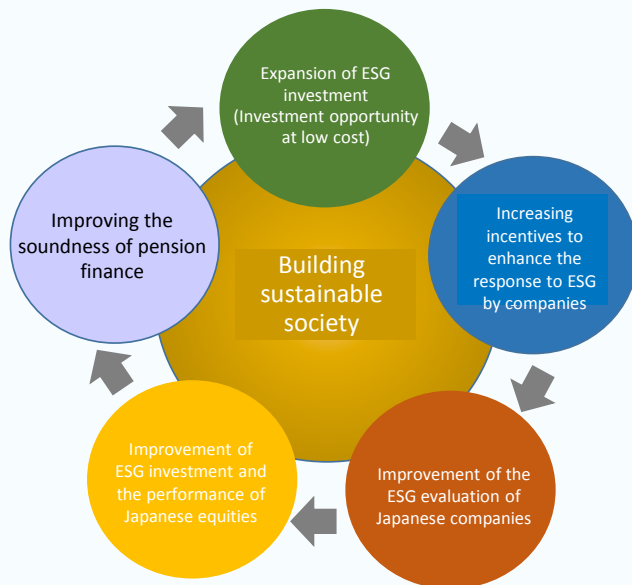 Expansion of ESG
investment
(Investment opportunity
at low cost)
Increasing
incentives to
enhance the
response to ESG
by companies
Improvement of the
ESG evaluation of
Japanese companies
Improvement of
ESG investment and
the performance of
Japanese equities
Improving the
soundness of pension
finance
Building
sustainable
society